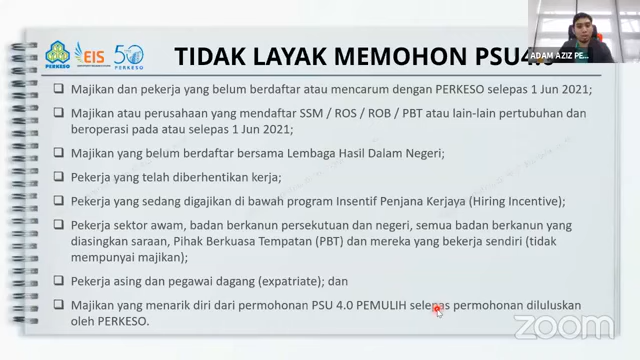 PERKESO
EIS
50
PERKESO
TIDAK LAYAK MEMOHON PSU4.0
ADAM AZIZ PE...
Majikan dan pekerja yang belum berdaftar atau mencarum dengan PERKESO selepas 1 Jun 2021;
Majikan atau perusahaan yang mendaftar SSM / ROS / ROB / PBT atau lain-lain pertubuhan dan
beroperasi pada atau selepas 1 Jun 2021;
Majikan yang belum berdaftar bersama Lembaga Hasil Dalam Negeri;
Pekerja yang telah diberhentikan kerja;
Pekerja yang sedang digajikan di bawah program Insentif Penjana Kerjaya (Hiring Incentive);
Pekerja sektor awam, badan berkanun persekutuan dan negeri, semua badan berkanun yang
diasingkan saraan, Pihak Berkuasa Tempatan (PBT) dan mereka yang bekerja sendiri (tidak
mempunyai majikan);
Pekerja asing dan pegawai dagang (expatriate); dan
Majikan yang menarik diri dari permohonan PSU 4.0 PEMULIH selepas permohonan diluluskan
oleh PERKESO.
zoom